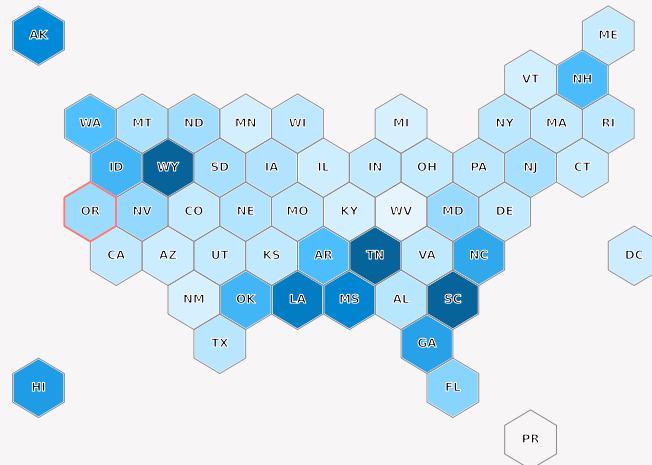 AK
ME
VT NH
WA MT ND MN WI MI NY MA RI
ID WY SD IA IL IN OH PA NJ CT
OR NV CO NE MO KY WV MD DE
CA AZ UT KS AR TN VA NC DC
NM OK LA MS AL SC
TX GA
HI FL
PR